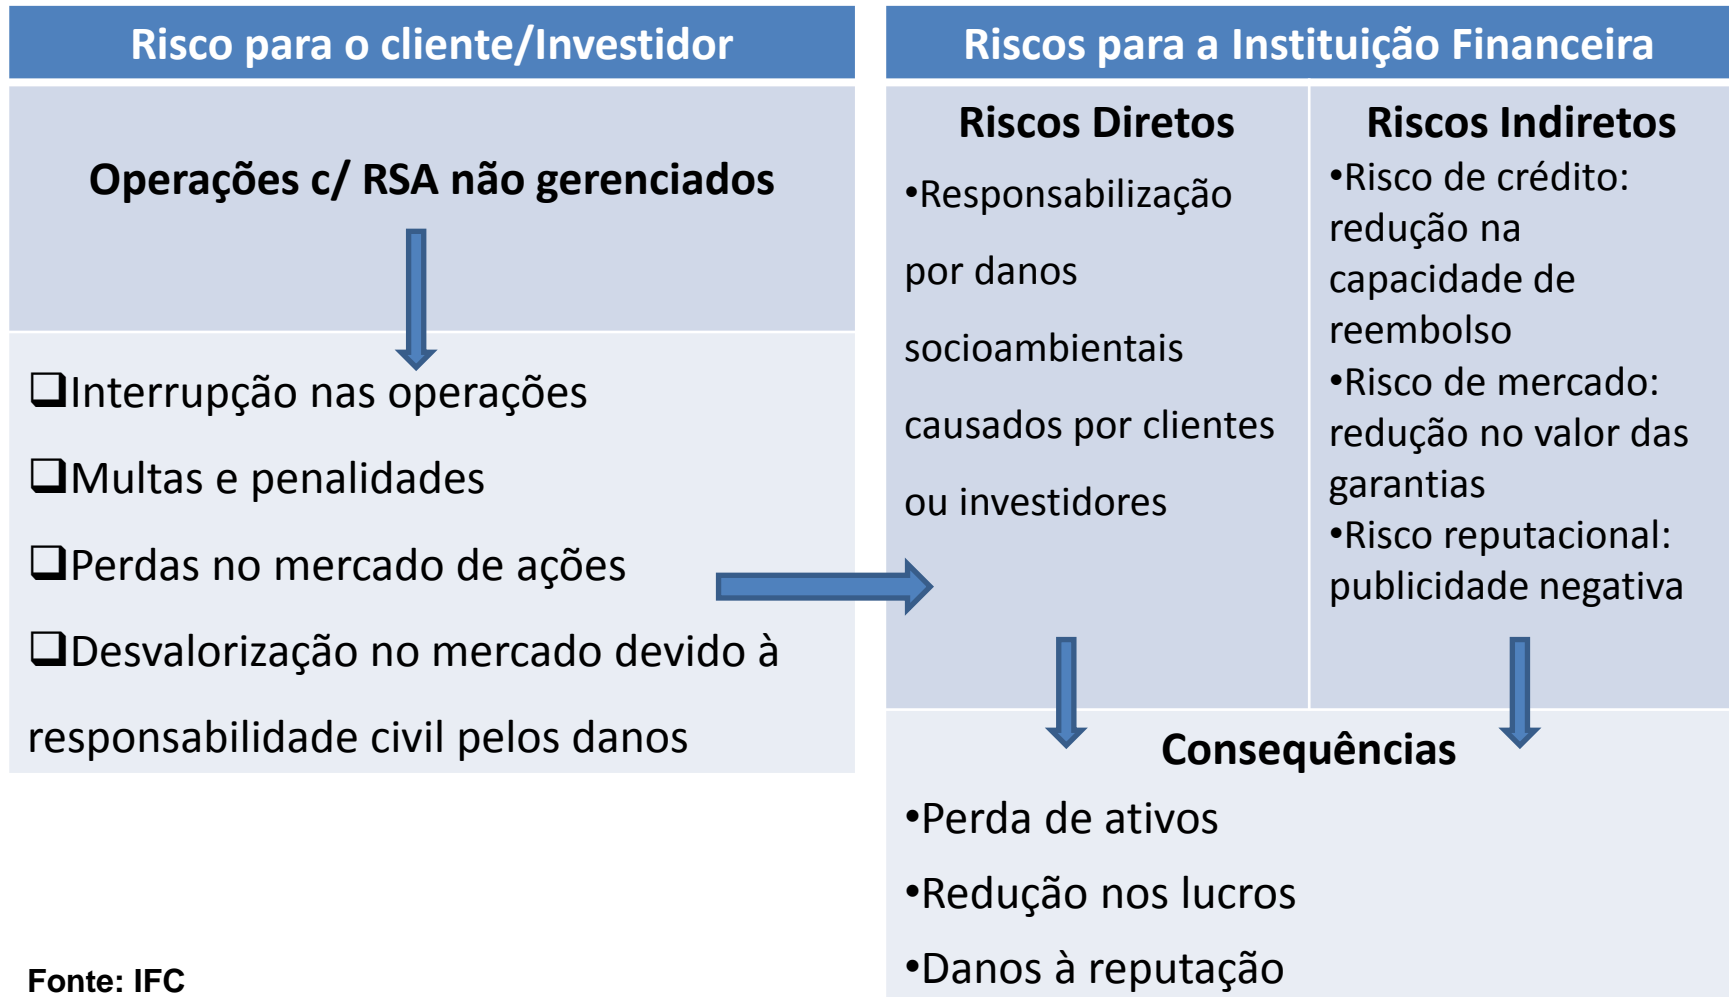 Risco para o cliente/Investidor
Operações c/ RSA não gerenciados
❑Interrupção nas operações
❑Multas e penalidades
❑Perdas no mercado de ações
❑Desvalorização no mercado devido à
responsabilidade civil pelos danos
Riscos para a Instituição Financeira
Riscos Diretos
•Responsabilização
por danos
socioambientais
causados por clientes
ou investidores
Riscos Indiretos
•Risco de crédito:
redução na
capacidade de
reembolso
•Risco de mercado:
redução no valor das
garantias
•Risco reputacional:
publicidade negativa
Consequências
•Perda de ativos
•Redução nos lucros
•Danos à reputação
Fonte: IFC